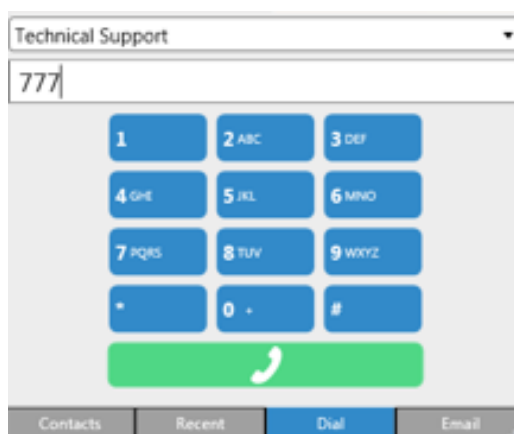 Technical Support
777
1 2 ABC 3 DEF
4 GHI 5 JKL 6 MNO
7 PQRS 8 TUV 9 WXYZ
* 0 + #
Contacts Recent Dial Email